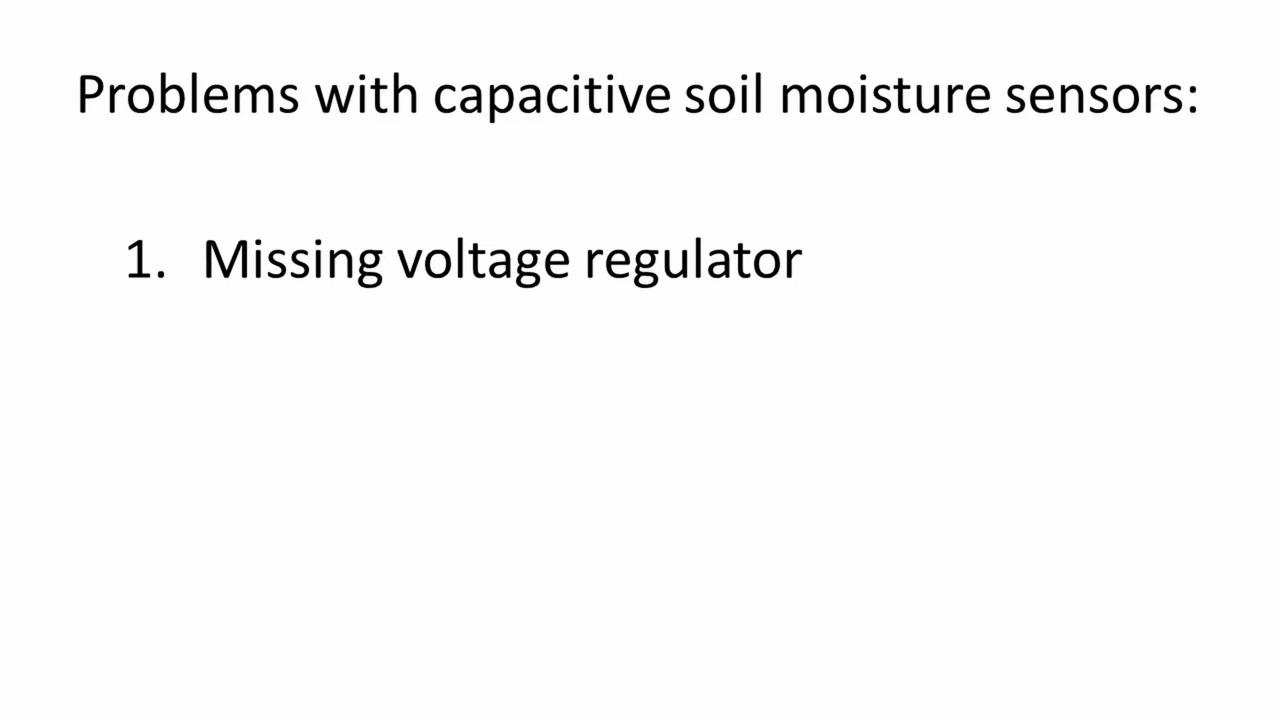 Problems with capacitive soil moisture sensors:
1. Missing voltage regulator